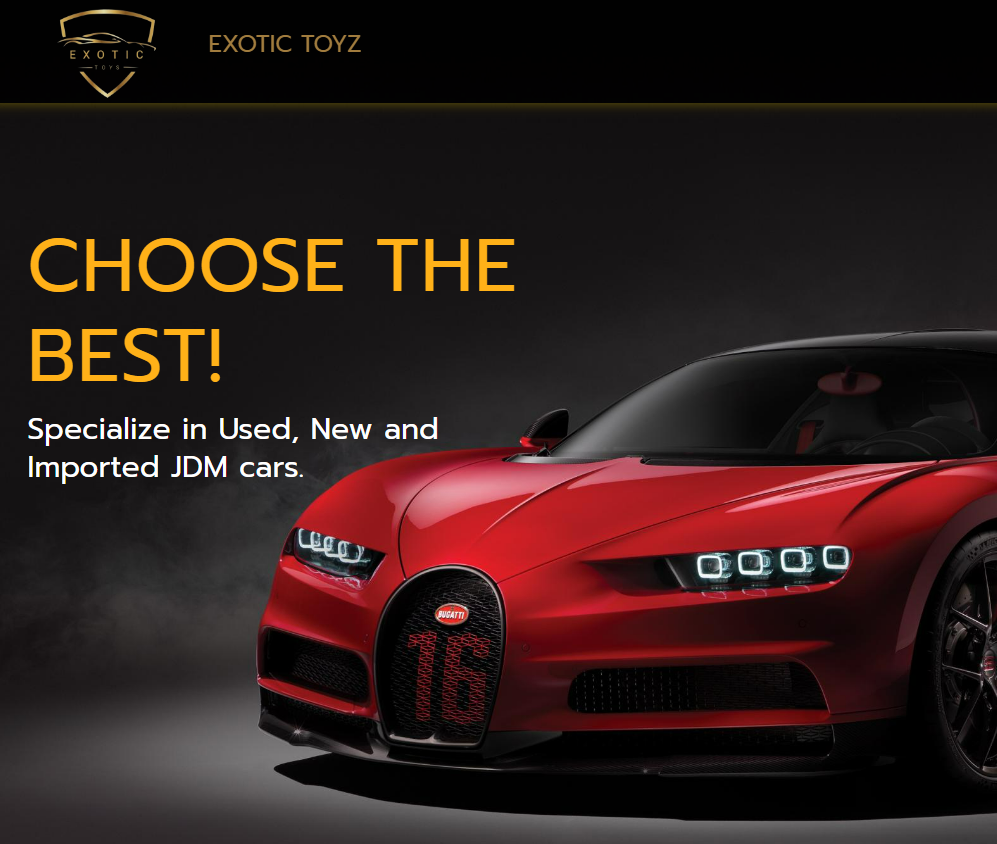 EXOTIC
TOYS
EXOTIC TOYZ
CHOOSE THE
BEST!
Specialize in Used, New and
Imported JDM cars.
BUGATTI
16